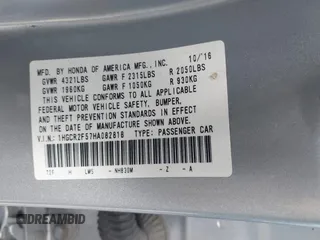 MFD. BY HONDA OF AMERICA MFG.,INC. 10/'16
GVWR 4321LBS GAWR F 2315LBS R 2050LBS
GVWR 1960KG GAWR F 1050KG R 930KG
THIS VEHICLE CONFORMS TO ALL APPLICABLE
FEDERAL MOTOR VEHICLE SAFETY, BUMPER,
AND THEFT PREVENTION STANDARDS IN EFFECT ON THE
DATE OF MANUFACTURE SHOWN ABOVE.
V.I.N. 1HGCR2F57HA082818 TYPE: PASSENGER CAR
H LWS NH830M - Z - A
DREAMBID